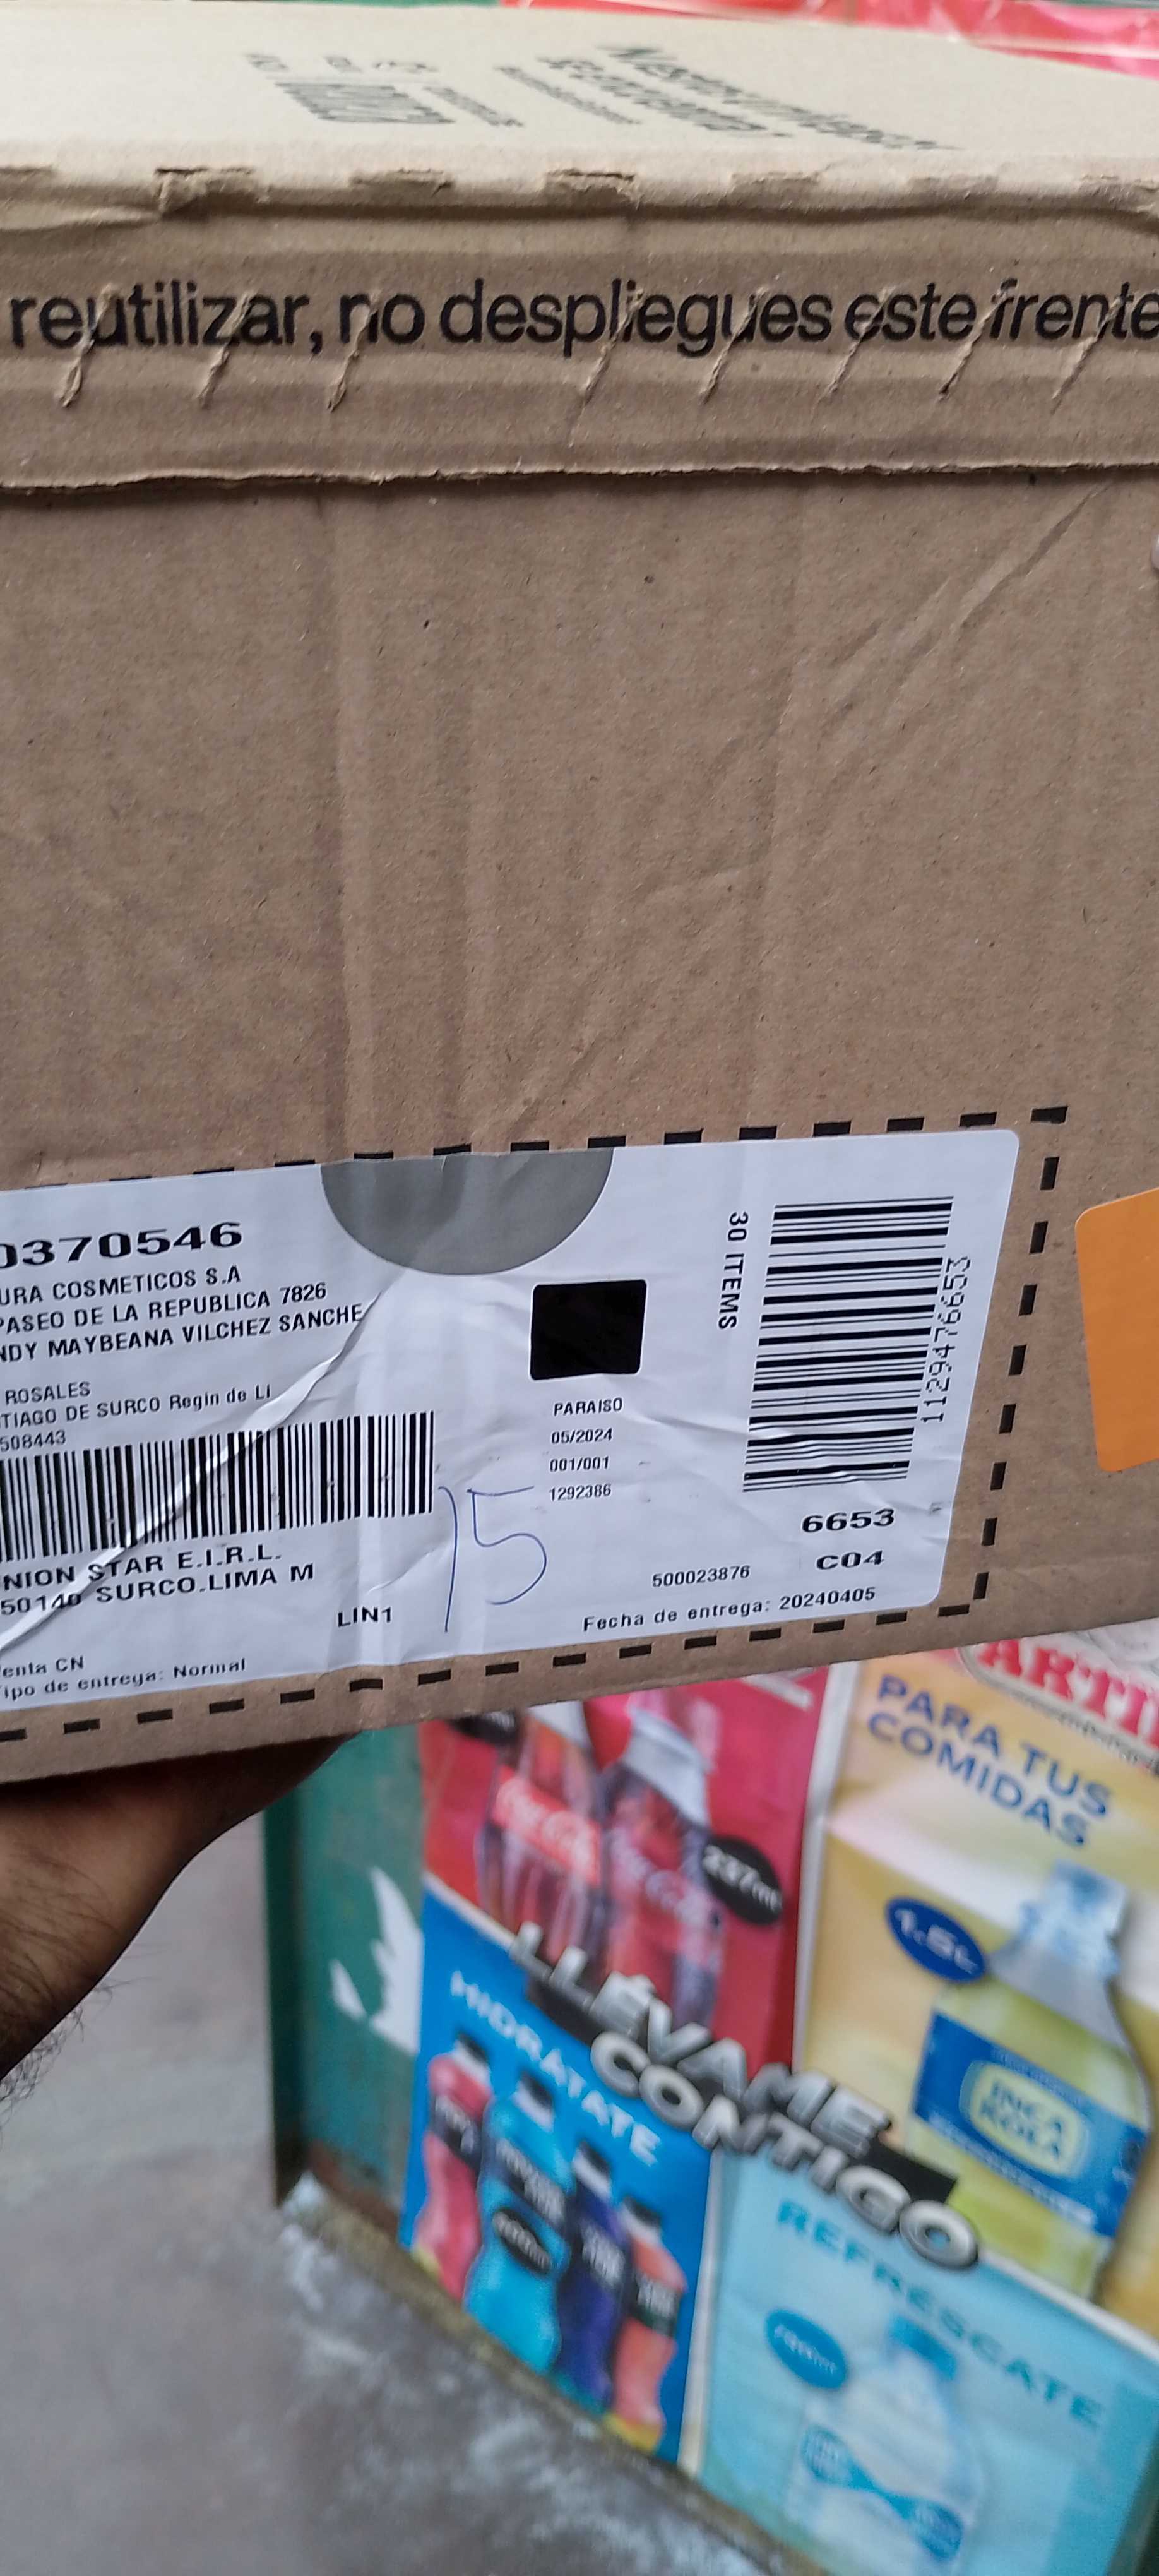 reutilizar, no despliegues este frente
0370546
URA COSMETICOS S.A
PASEO DE LA REPUBLICA 7826
NDY MAYBEANA VILCHEZ SANCHE
ROSALES
TIAGO DE SURCO Regin de Li
508443
NION STAR E.I.R.L.
50140 SURCO.LIMA M
LIN1
enta CN
ipo de entrega: Normal
15
PARAISO
05/2024
001/001
1292386
30 ITEMS
1129476653
6653
C04
500023876
Fecha de entrega: 20240405
PARA TUS
COMIDAS
1.5L
INCA
KOLA
237ml
LLÉVAME
CONTIGO
HIDRÁTATE
REFRÉSCATE